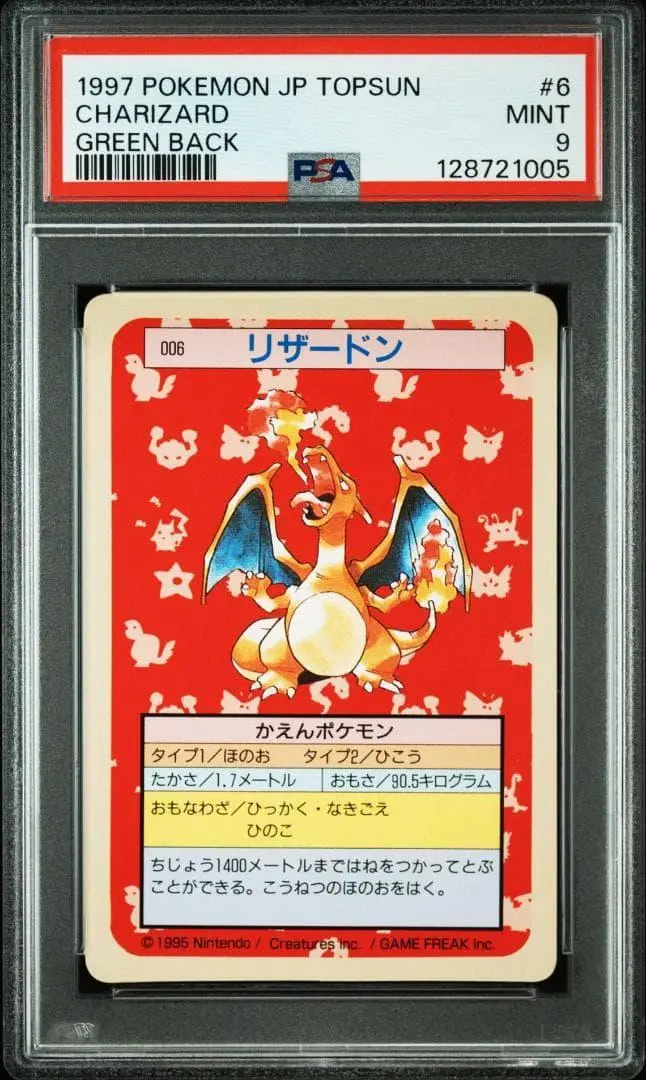 1997 POKEMON JP TOPSUN #6
CHARIZARD MINT
GREEN BACK 9
PSA 128721005
006 リザードン
かえんポケモン
タイプ1/ほのお タイプ2/ひこう
たかさ/1.7メートル おもさ/90.5キログラム
おもなわざ/ひっかく・なきごえ
ひのこ
ちじょう1400メートルまではねをつかってとぶ
ことができる。こうねつのほのおをはく。
©1995 Nintendo / Creatures inc. / GAME FREAK inc.